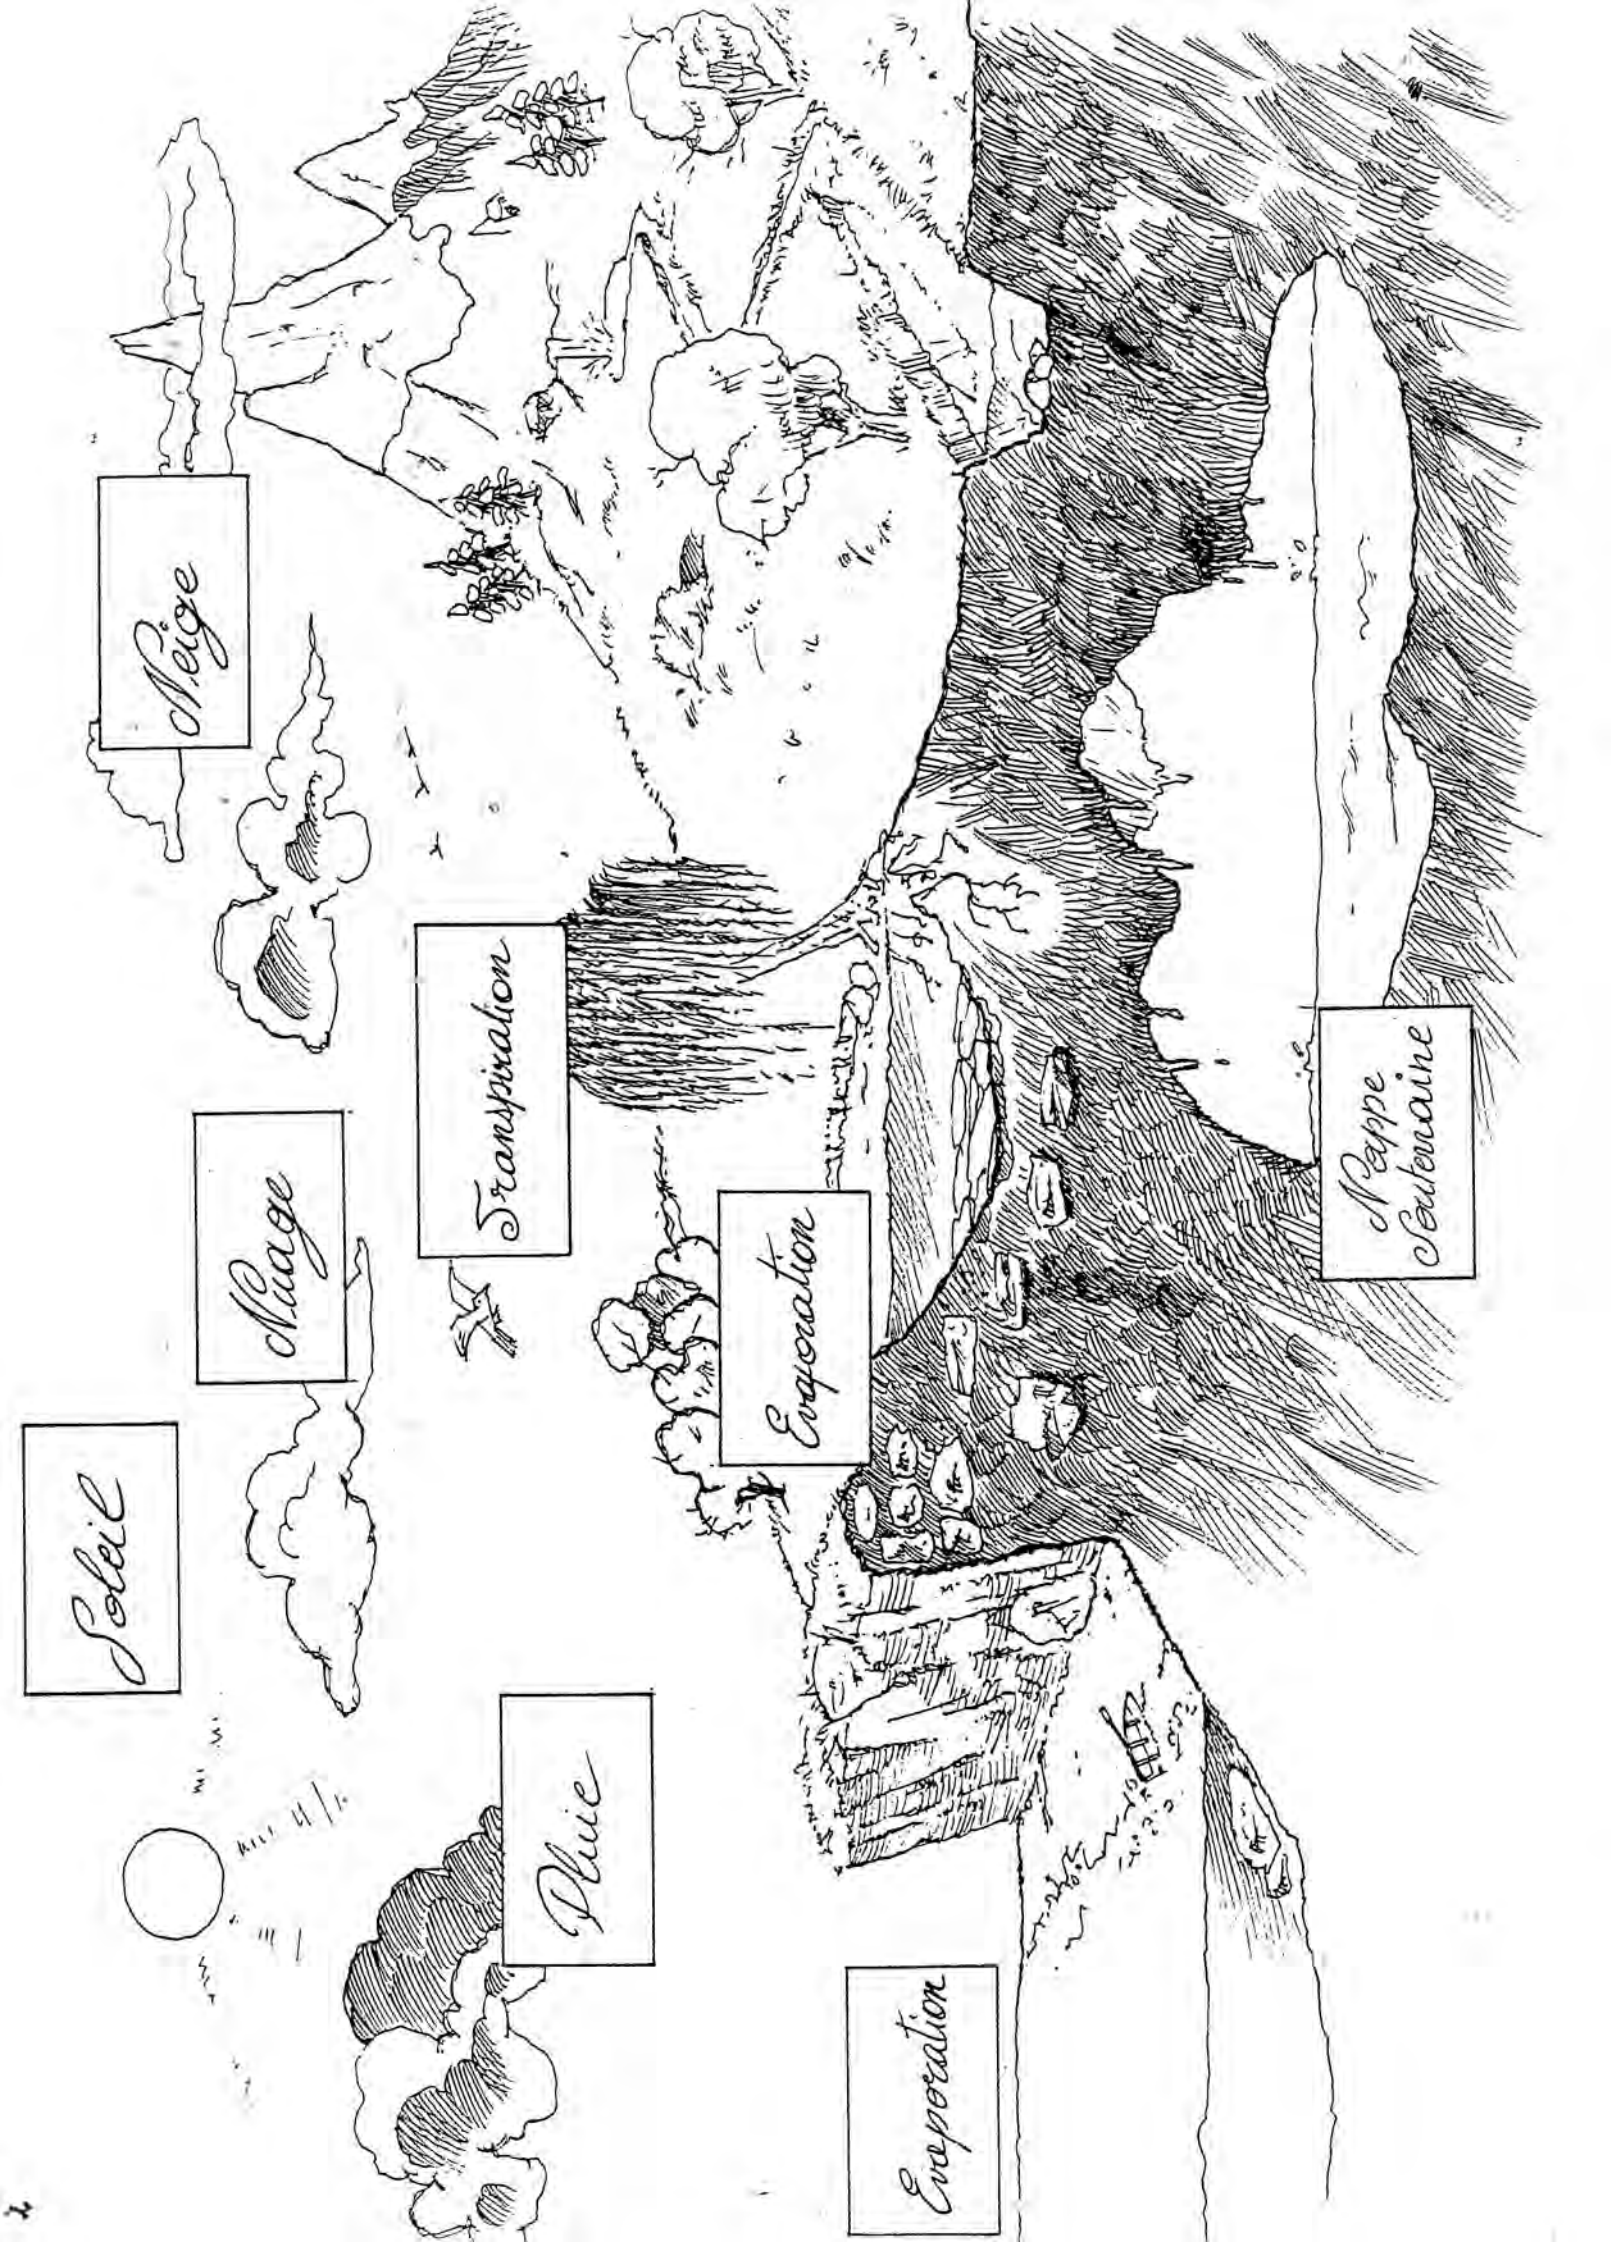 Soleil
Neige
Nuage
Transpiration
Pluie
Evaporation
Evaporation
Nappe
Souterraine